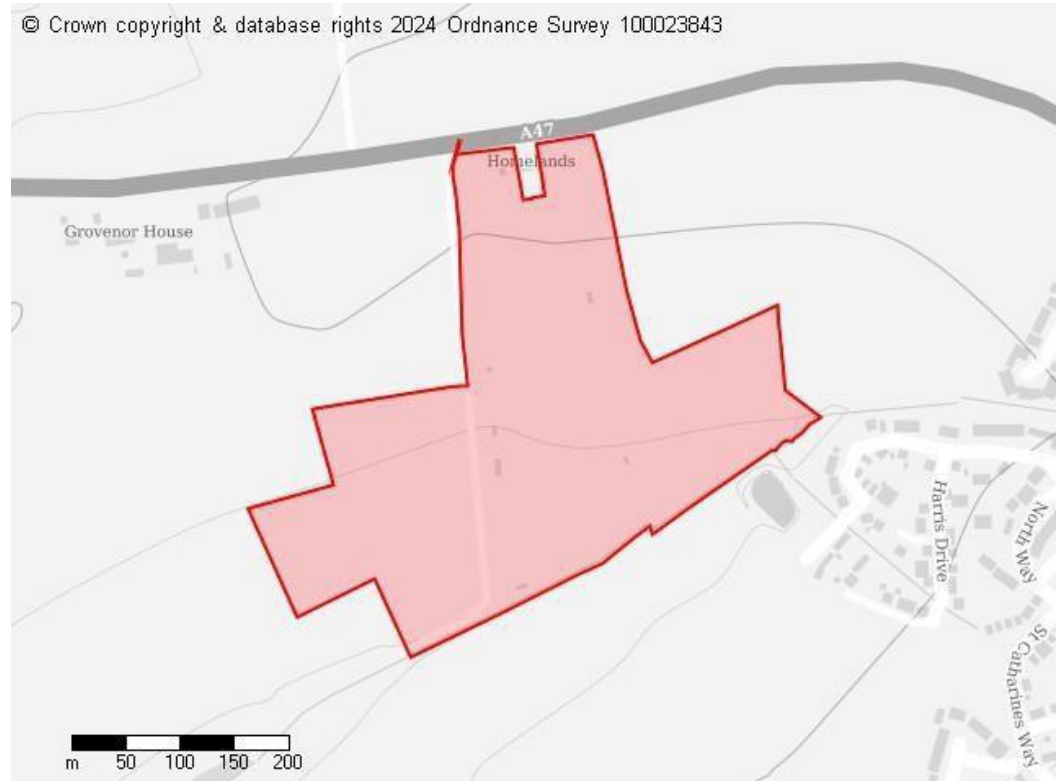 © Crown copyright & database rights 2024 Ordnance Survey 100023843
A47
Homelands
Grovenor House
Harris Drive
North Way
St Catharines Way
m 50 100 150 200